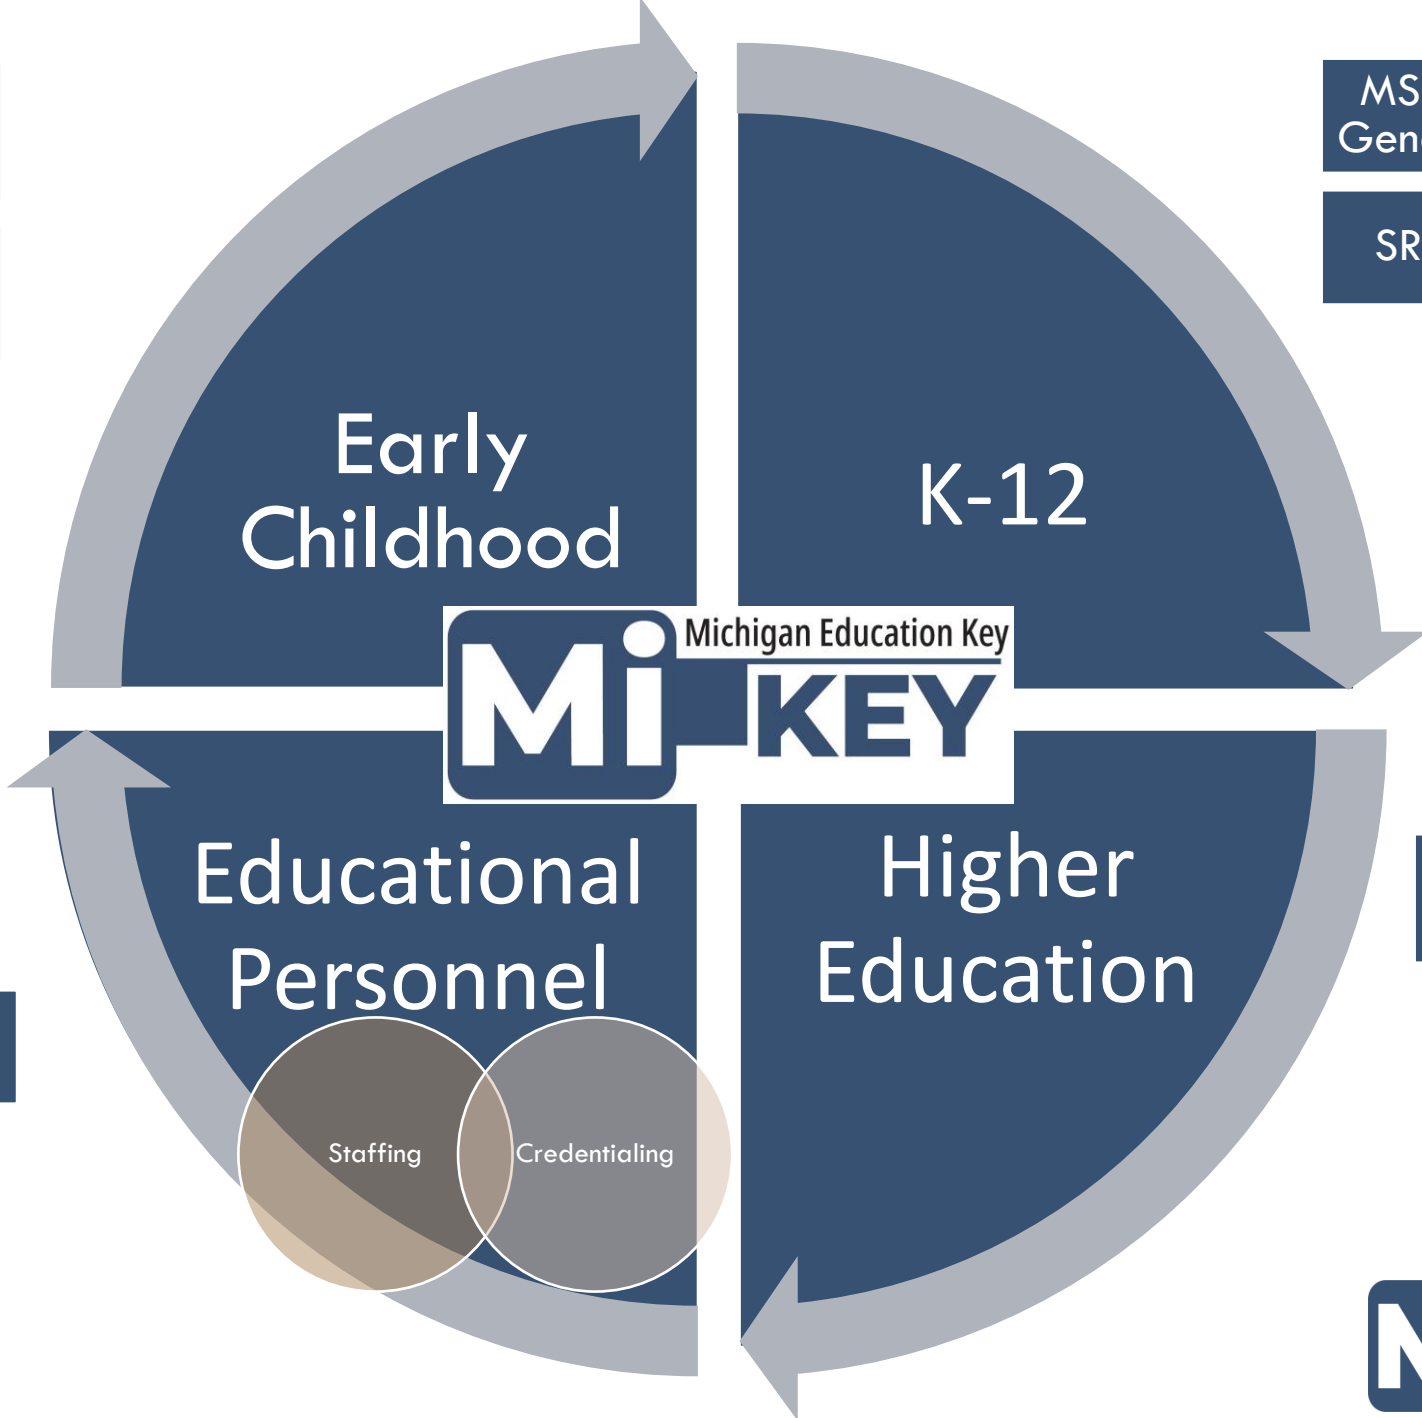 Early
Childhood
K-12
Mi
Michigan Education Key
KEY
Educational
Personnel
Higher
Education
Staffing
Credentialing